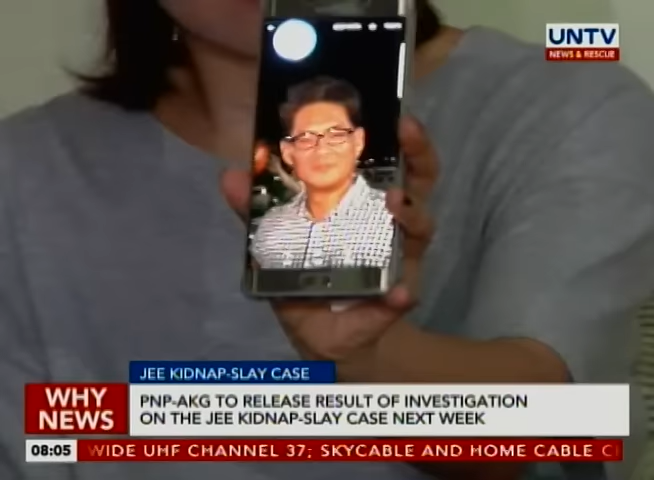 UNTV
NEWS & RESCUE
JEE KIDNAP-SLAY CASE
WHY
NEWS
PNP-AKG TO RELEASE RESULT OF INVESTIGATION
ON THE JEE KIDNAP-SLAY CASE NEXT WEEK
08:05
WIDE UHF CHANNEL 37; SKYCABLE AND HOME CABLE C